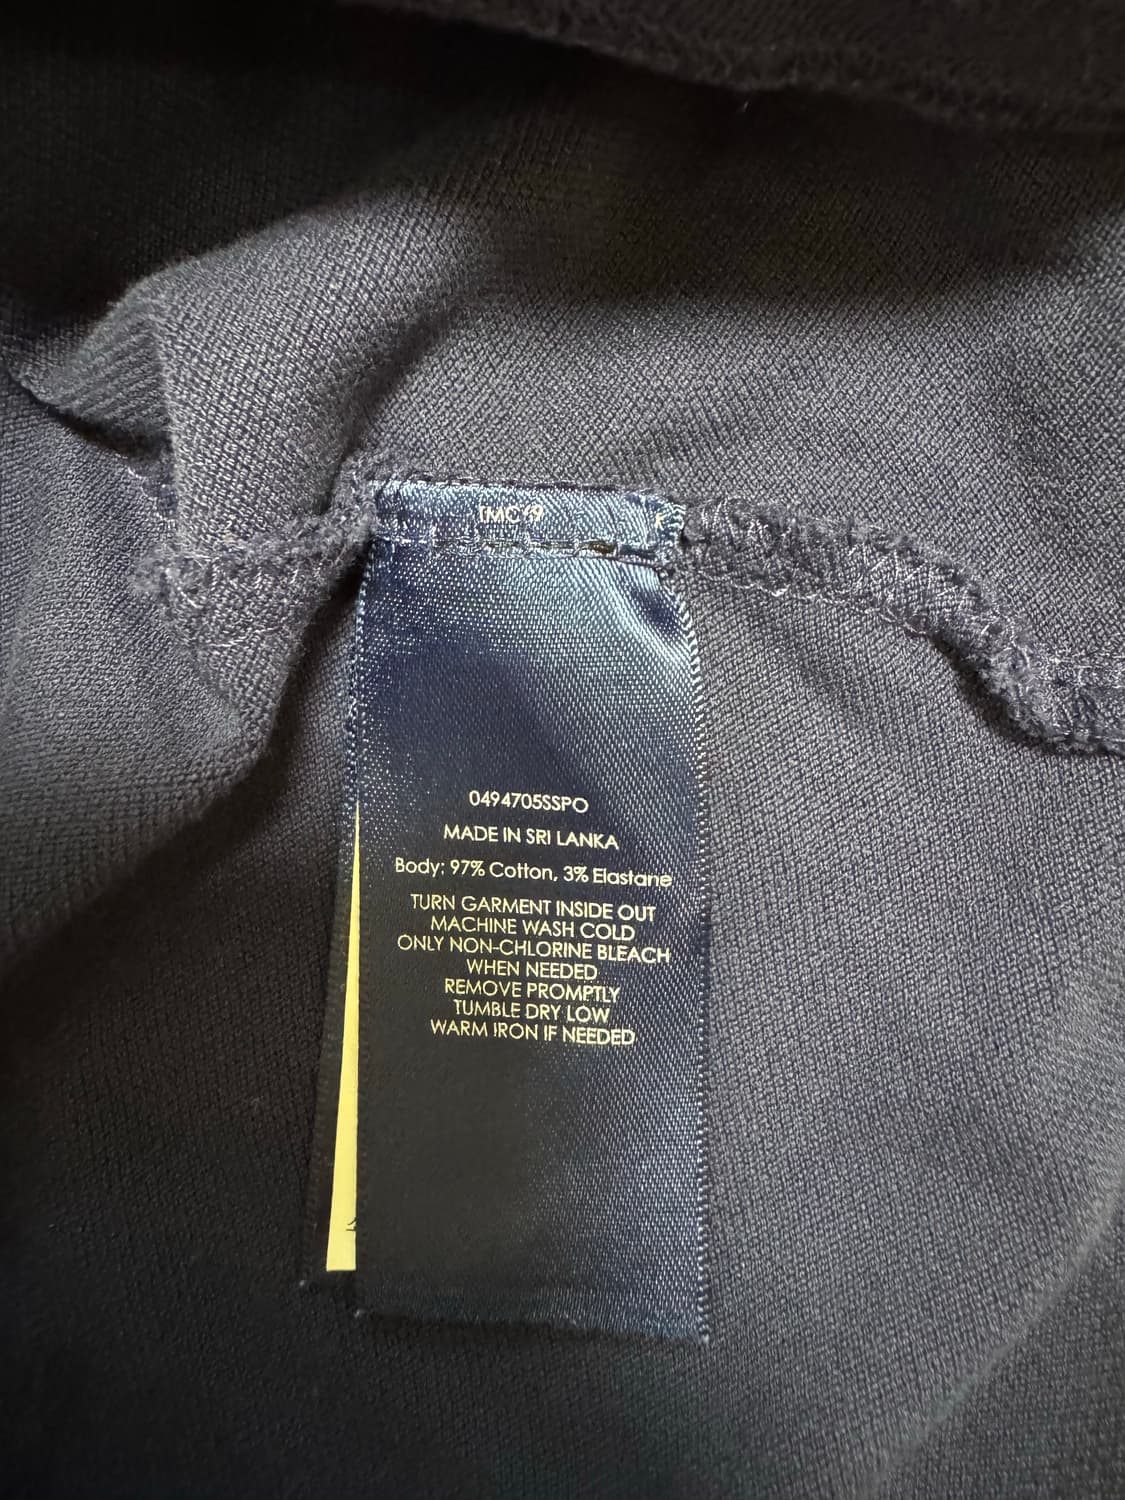 0494705SSPO
MADE IN SRI LANKA
Body: 97% Cotton, 3% Elastane
TURN GARMENT INSIDE OUT
MACHINE WASH COLD
ONLY NON-CHLORINE BLEACH
WHEN NEEDED
REMOVE PROMPTLY
TUMBLE DRY LOW
WARM IRON IF NEEDED